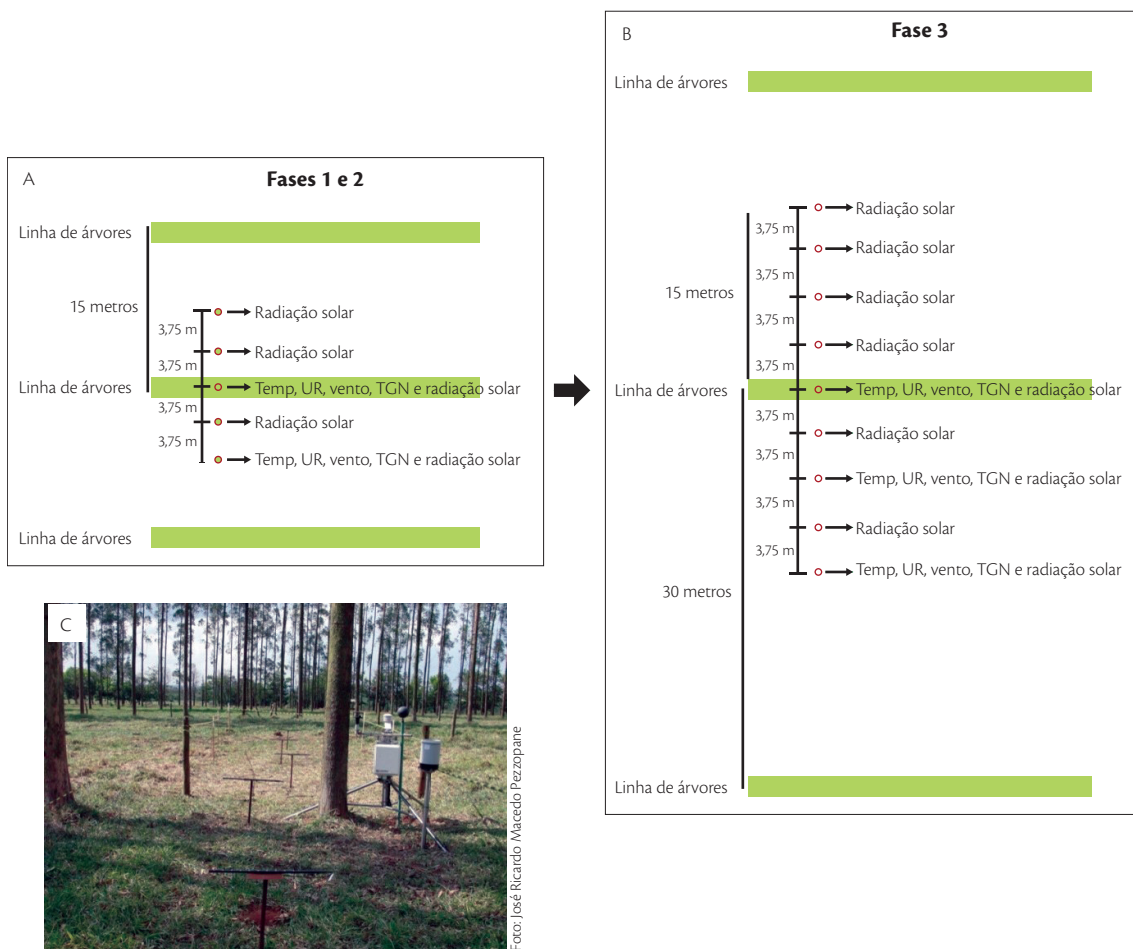 A
Fases 1 e 2
Linha de árvores
15 metros
Radiação solar
3,75 m
Radiação solar
3,75 m
Linha de árvores
Temp, UR, vento, TGN e radiação solar
3,75 m
Radiação solar
3,75 m
Temp, UR, vento, TGN e radiação solar
Linha de árvores
B
Fase 3
Linha de árvores
Radiação solar
3,75 m
Radiação solar
3,75 m
15 metros
Radiação solar
3,75 m
Radiação solar
3,75 m
Linha de árvores
Temp, UR, vento, TGN e radiação solar
3,75 m
Radiação solar
3,75 m
Temp, UR, vento, TGN e radiação solar
3,75 m
Radiação solar
3,75 m
Temp, UR, vento, TGN e radiação solar
30 metros
Linha de árvores
C
Foto: José Ricardo Macedo Pezzopane